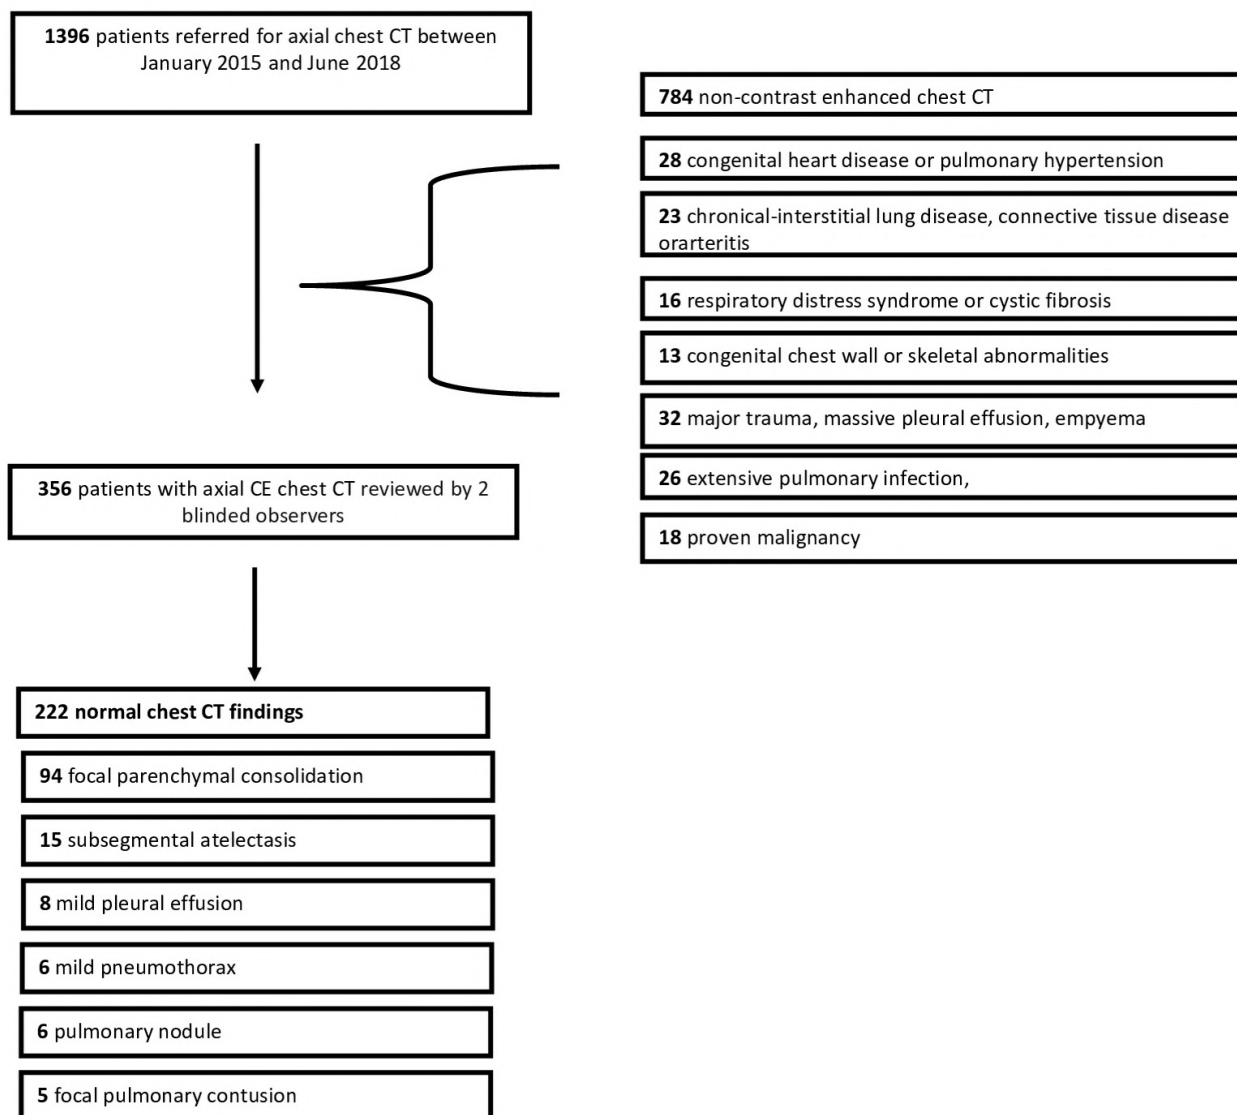 1396 patients referred for axial chest CT between
January 2015 and June 2018
784 non-contrast enhanced chest CT
28 congenital heart disease or pulmonary hypertension
23 chronical-interstitial lung disease, connective tissue disease
orarteritis
16 respiratory distress syndrome or cystic fibrosis
13 congenital chest wall or skeletal abnormalities
32 major trauma, massive pleural effusion, empyema
26 extensive pulmonary infection,
18 proven malignancy
356 patients with axial CE chest CT reviewed by 2
blinded observers
222 normal chest CT findings
94 focal parenchymal consolidation
15 subsegmental atelectasis
8 mild pleural effusion
6 mild pneumothorax
6 pulmonary nodule
5 focal pulmonary contusion